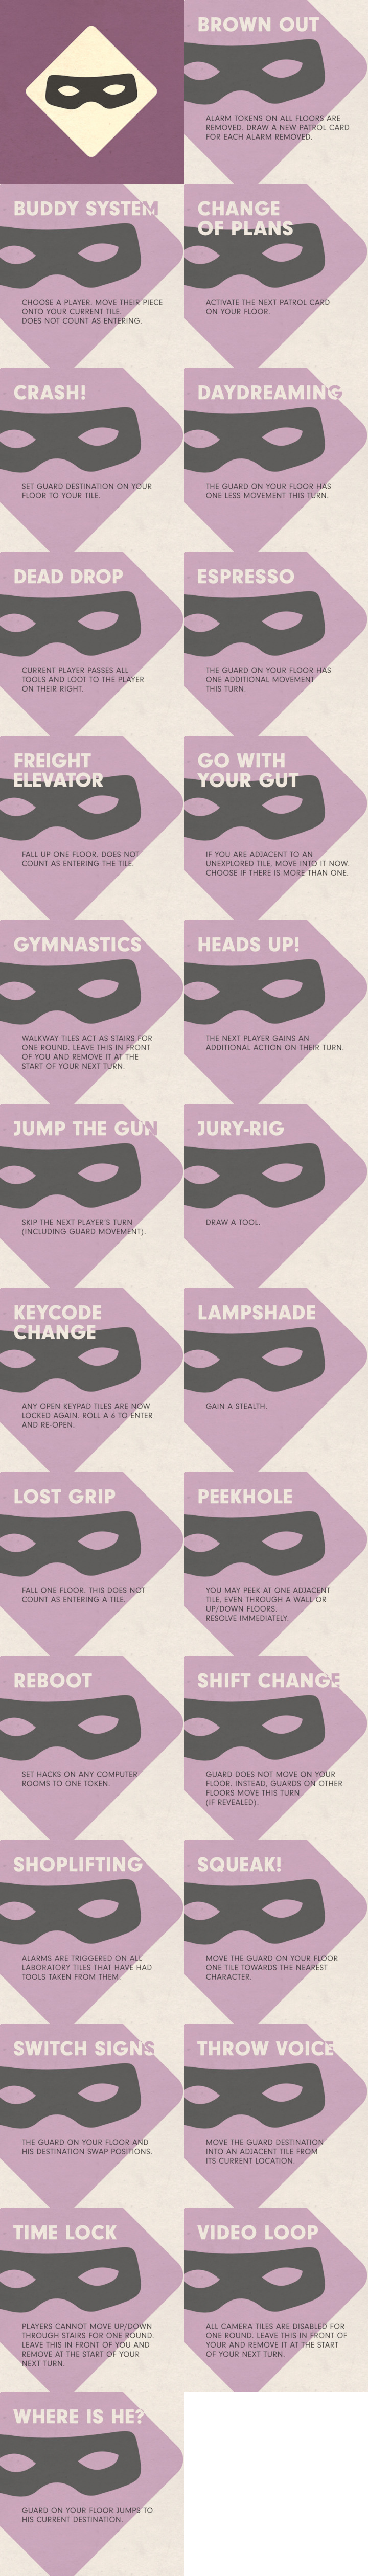 BROWN OUT
ALARM TOKENS ON ALL FLOORS ARE
REMOVED. DRAW A NEW PATROL CARD
FOR EACH ALARM REMOVED.
BUDDY SYSTEM
CHOOSE A PLAYER. MOVE THEIR PIECE
ONTO YOUR CURRENT TILE.
DOES NOT COUNT AS ENTERING.
CHANGE
OF PLANS
ACTIVATE THE NEXT PATROL CARD
ON YOUR FLOOR.
CRASH!
SET GUARD DESTINATION ON YOUR
FLOOR TO YOUR TILE.
DAYDREAMING
THE GUARD ON YOUR FLOOR HAS
ONE LESS MOVEMENT THIS TURN.
DEAD DROP
CURRENT PLAYER PASSES ALL
TOOLS AND LOOT TO THE PLAYER
ON THEIR RIGHT.
ESPRESSO
THE GUARD ON YOUR FLOOR HAS
ONE ADDITIONAL MOVEMENT
THIS TURN.
FREIGHT
ELEVATOR
FALL UP ONE FLOOR. DOES NOT
COUNT AS ENTERING THE TILE.
GO WITH
YOUR GUT
IF YOU ARE ADJACENT TO AN
UNEXPLORED TILE, MOVE INTO IT NOW.
CHOOSE IF THERE IS MORE THAN ONE.
GYMNASTICS
WALKWAY TILES ACT AS STAIRS FOR
ONE ROUND. LEAVE THIS IN FRONT
OF YOU AND REMOVE IT AT THE
START OF YOUR NEXT TURN.
HEADS UP!
THE NEXT PLAYER GAINS AN
ADDITIONAL ACTION ON THEIR TURN.
JUMP THE GUN
SKIP THE NEXT PLAYER'S TURN
(INCLUDING GUARD MOVEMENT).
JURY-RIG
DRAW A TOOL.
KEYCODE
CHANGE
ANY OPEN KEYPAD TILES ARE NOW
LOCKED AGAIN. ROLL A 6 TO ENTER
AND RE-OPEN.
LAMPSHADE
GAIN A STEALTH.
LOST GRIP
FALL ONE FLOOR. THIS DOES NOT
COUNT AS ENTERING A TILE.
PEEKHOLE
YOU MAY PEEK AT ONE ADJACENT
TILE, EVEN THROUGH A WALL OR
UP/DOWN FLOORS.
RESOLVE IMMEDIATELY.
REBOOT
SET HACKS ON ANY COMPUTER
ROOMS TO ONE TOKEN.
SHIFT CHANGE
GUARD DOES NOT MOVE ON YOUR
FLOOR. INSTEAD, GUARDS ON OTHER
FLOORS MOVE THIS TURN
(IF REVEALED).
SHOPLIFTING
ALARMS ARE TRIGGERED ON ALL
LABORATORY TILES THAT HAVE HAD
TOOLS TAKEN FROM THEM.
SQUEAK!
MOVE THE GUARD ON YOUR FLOOR
ONE TILE TOWARDS THE NEAREST
CHARACTER.
SWITCH SIGNS
THE GUARD ON YOUR FLOOR AND
HIS DESTINATION SWAP POSITIONS.
THROW VOICE
MOVE THE GUARD DESTINATION
INTO AN ADJACENT TILE FROM
ITS CURRENT LOCATION.
TIME LOCK
PLAYERS CANNOT MOVE UP/DOWN
THROUGH STAIRS FOR ONE ROUND.
LEAVE THIS IN FRONT OF YOU AND
REMOVE AT THE START OF YOUR
NEXT TURN.
VIDEO LOOP
ALL CAMERA TILES ARE DISABLED FOR
ONE ROUND. LEAVE THIS IN FRONT OF
YOUR AND REMOVE IT AT THE START
OF YOUR NEXT TURN.
WHERE IS HE?
GUARD ON YOUR FLOOR JUMPS TO
HIS CURRENT DESTINATION.